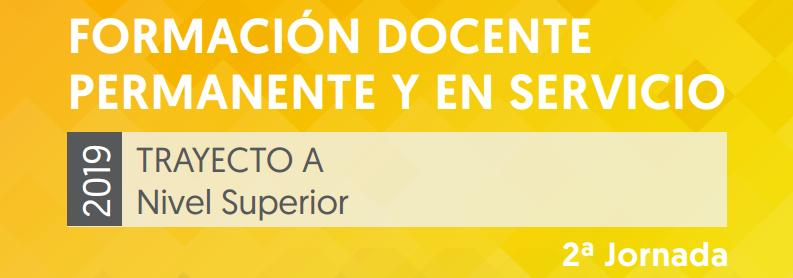 FORMACIÓN DOCENTE
PERMANENTE Y EN SERVICIO
2019
TRAYECTO A
Nivel Superior
2ª Jornada